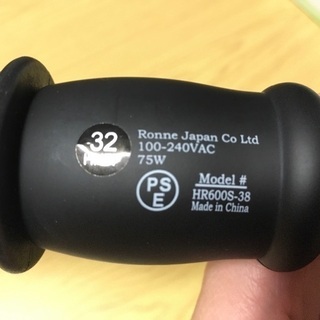 -32
Ronne Japan Co Ltd
100-240VAC
75W
PS
E
Model #
HR600S-38
Made in China